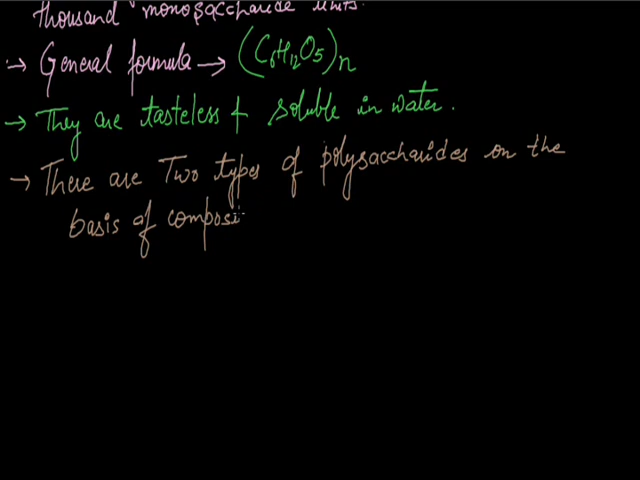 thousand monosaccharide units.
→ General formula → (C6H12O5)n
→ They are tasteless & soluble in water.
→ There are Two types of polysaccharides on the
basis of composi